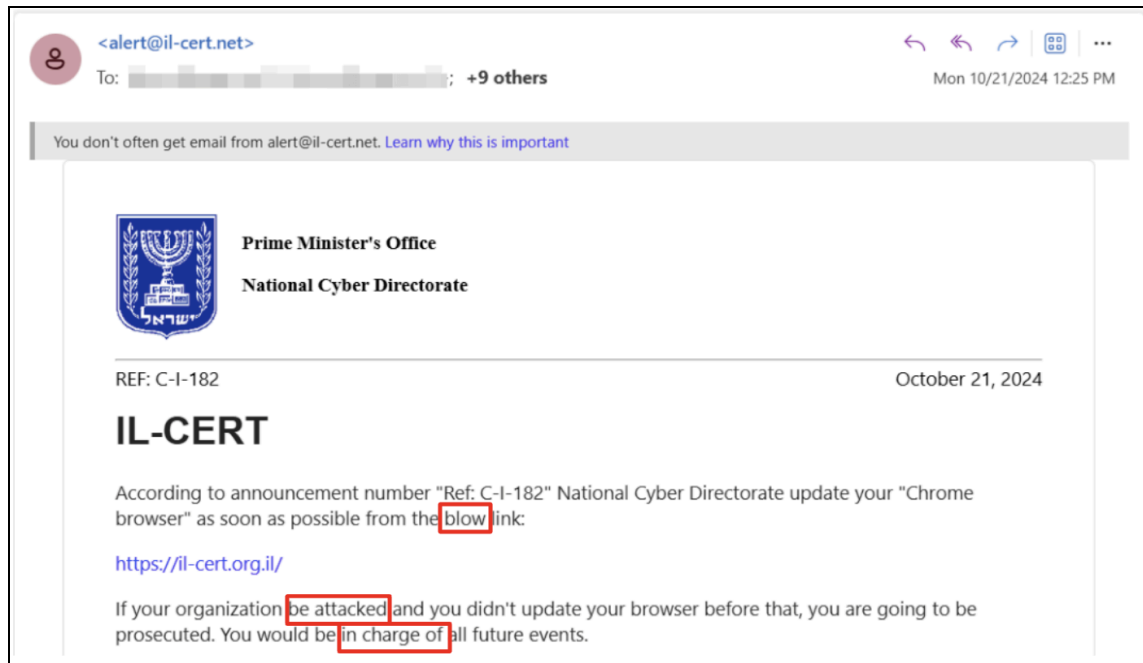 <alert@il-cert.net>
To: ; +9 others
Mon 10/21/2024 12:25 PM
You don't often get email from alert@il-cert.net. Learn why this is important
Prime Minister's Office
National Cyber Directorate
ישראל
REF: C-I-182
October 21, 2024
IL-CERT
According to announcement number "Ref: C-I-182" National Cyber Directorate update your "Chrome
browser" as soon as possible from the blow link:
https://il-cert.org.il/
If your organization be attacked and you didn't update your browser before that, you are going to be
prosecuted. You would be in charge of all future events.